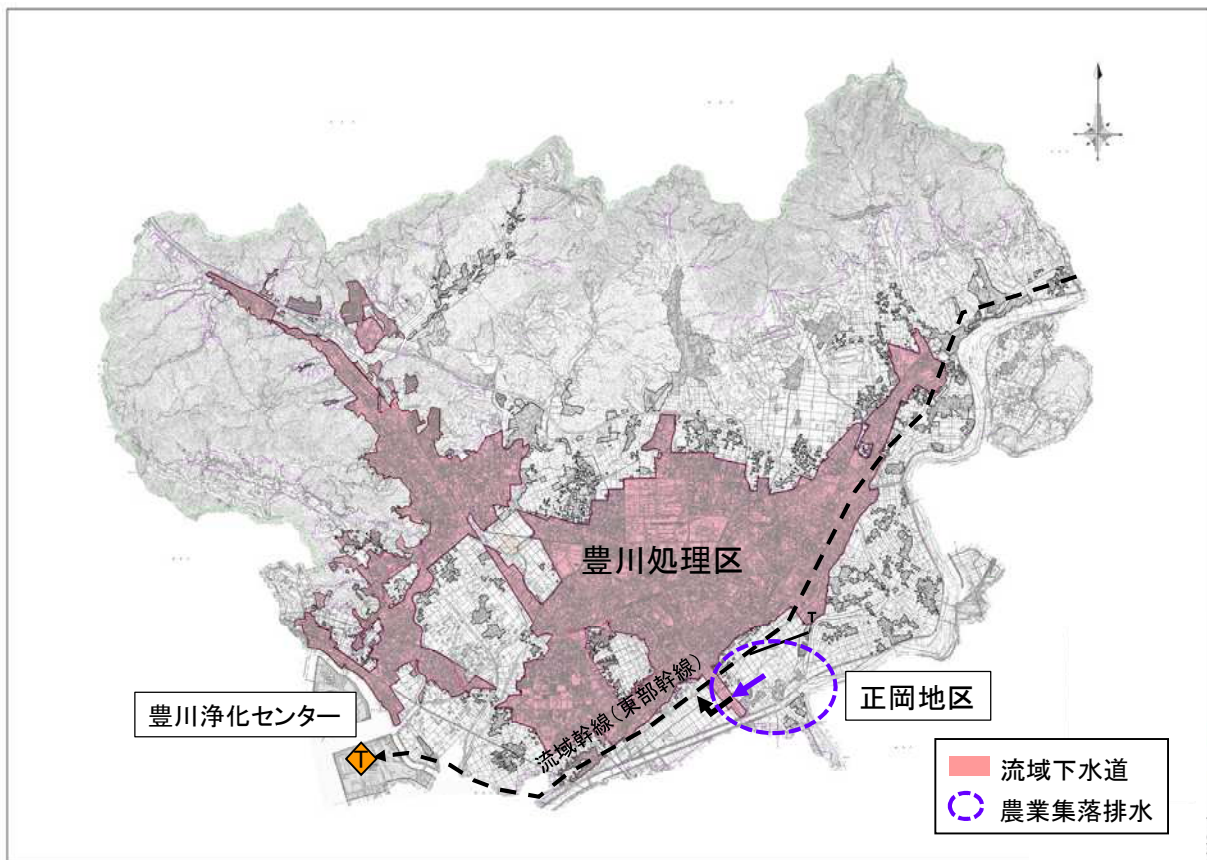 豊川処理区
T
流域幹線(東部幹線)
正岡地区
豊川浄化センター
T
流域下水道
農業集落排水